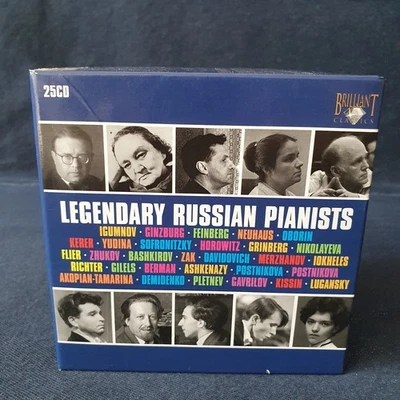 25CD
BRILLIANT
CLASSICS
LEGENDARY RUSSIAN PIANISTS
IGUMNOV · GINZBURG · FEINBERG · NEUHAUS · OBORIN
KERER · YUDINA · SOFRONITZKY · HOROWITZ · GRINBERG · NIKOLAYEVA
FLIER · ZHUKOV · BASHKIROV · ZAK · DAVIDOVICH · MERZHANOV · IOKHELES
RICHTER · GILELS · BERMAN · ASHKENAZY · POSTNIKOVA · POSTNIKOVA
AKOPIAN-TAMARINA · DEMIDENKO · PLETNEV · GAVRILOV · KISSIN · LUGANSKY